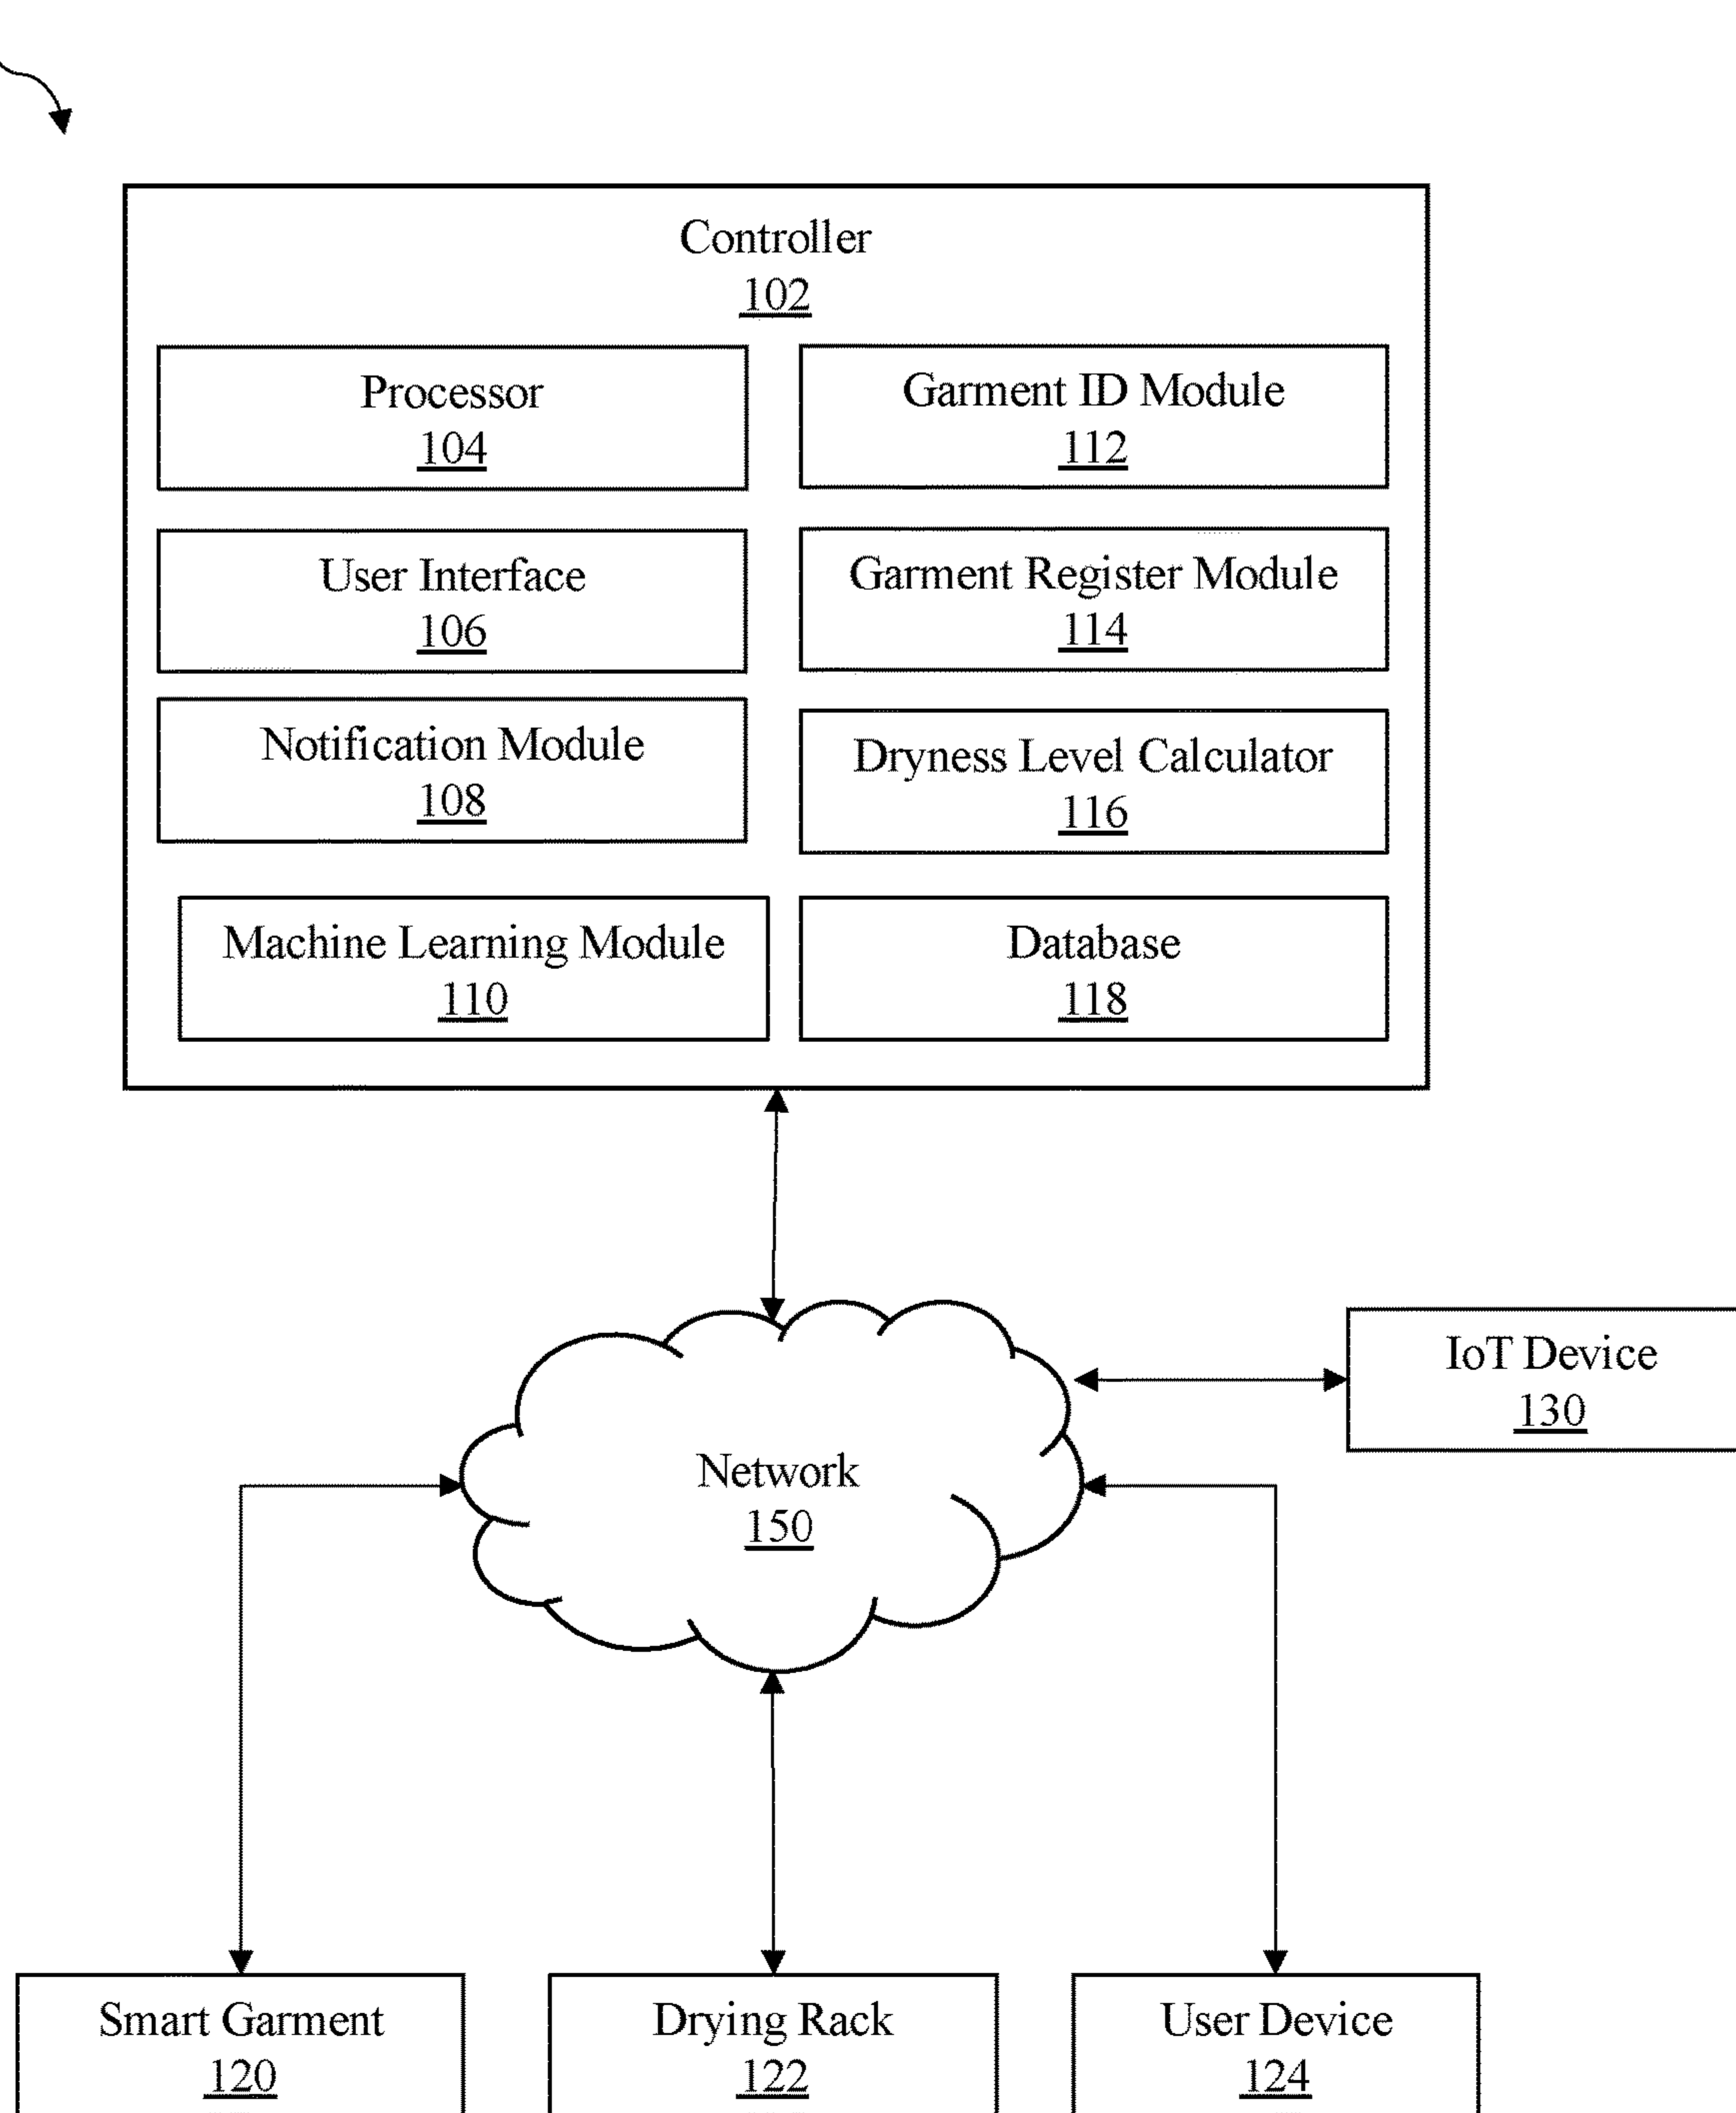 Controller
102
Processor
104
Garment ID Module
112
User Interface
106
Garment Register Module
114
Notification Module
108
Dryness Level Calculator
116
Machine Learning Module
110
Database
118
IoT Device
130
Network
150
Smart Garment
120
Drying Rack
122
User Device
124